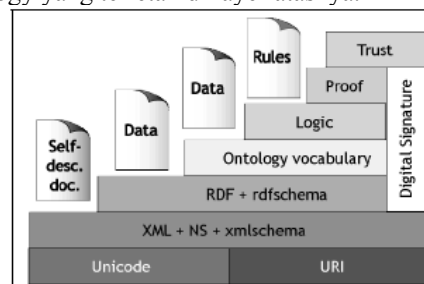 Trust
Rules
Proof
Data
Logic
Data
Self-
desc.
doc.
Ontology vocabulary
Digital Signature
RDF + rdfschema
XML + NS + xmlschema
Unicode
URI